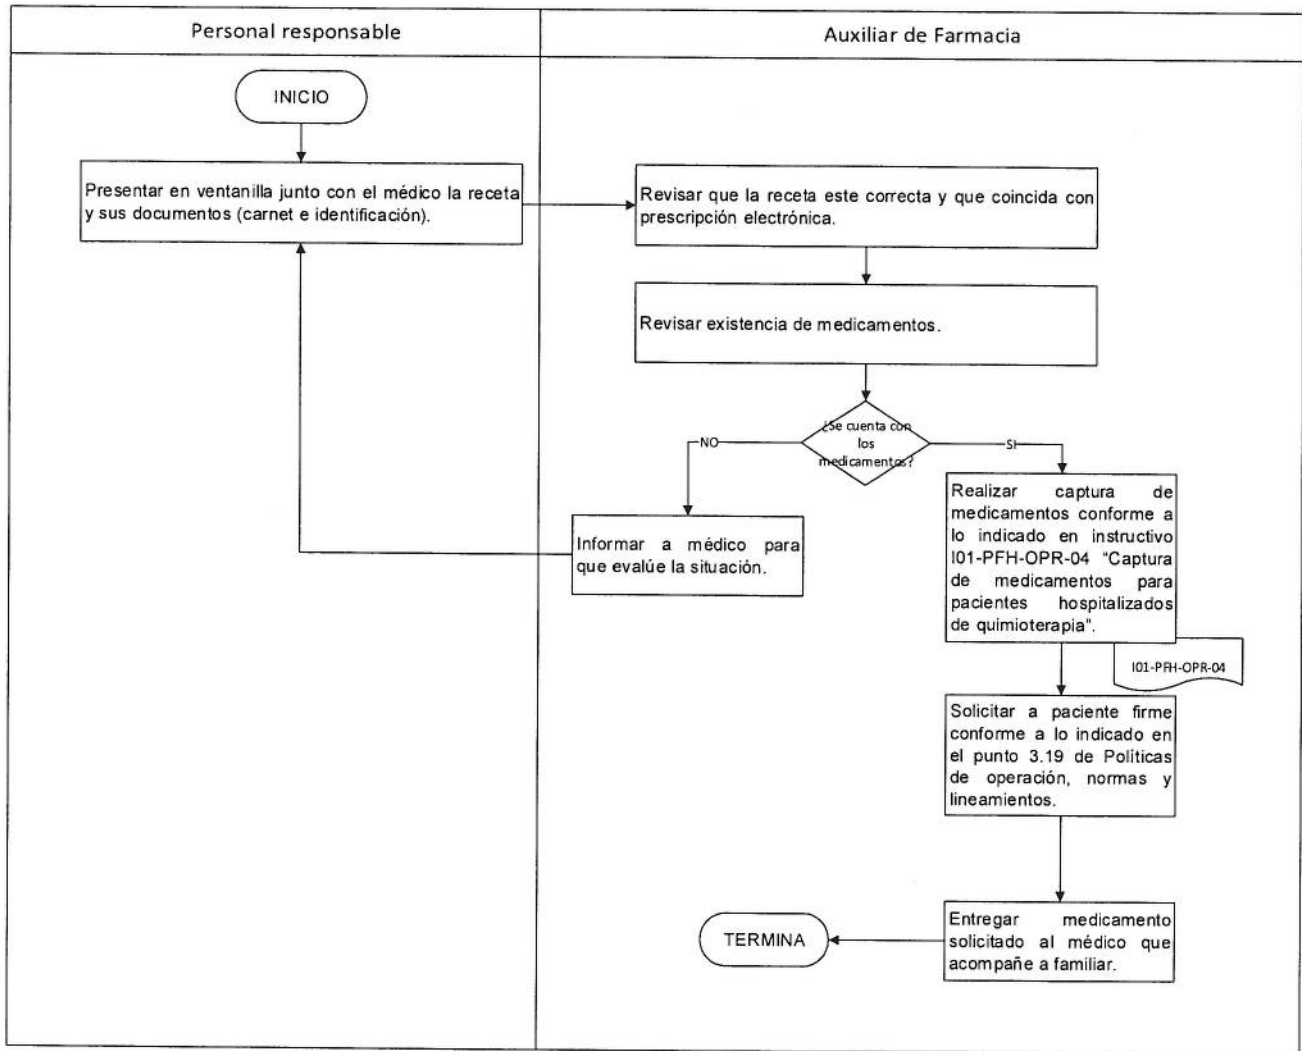 Personal responsable
Auxiliar de Farmacia
INICIO
Presentar en ventanilla junto con el médico la receta
y sus documentos (carnet e identificación).
Revisar que la receta este correcta y que coincida con
prescripción electrónica.
Revisar existencia de medicamentos.
¿Se cuenta con
los
medicamentos?
NO
SI
Informar a médico para
que evalúe la situación.
Realizar captura de
medicamentos conforme a
lo indicado en instructivo
I01-PFH-OPR-04 "Captura
de medicamentos para
pacientes hospitalizados
de quimioterapia".
I01-PFH-OPR-04
Solicitar a paciente firme
conforme a lo indicado en
el punto 3.19 de Políticas
de operación, normas y
lineamientos.
Entregar medicamento
solicitado al médico que
acompañe a familiar.
TERMINA